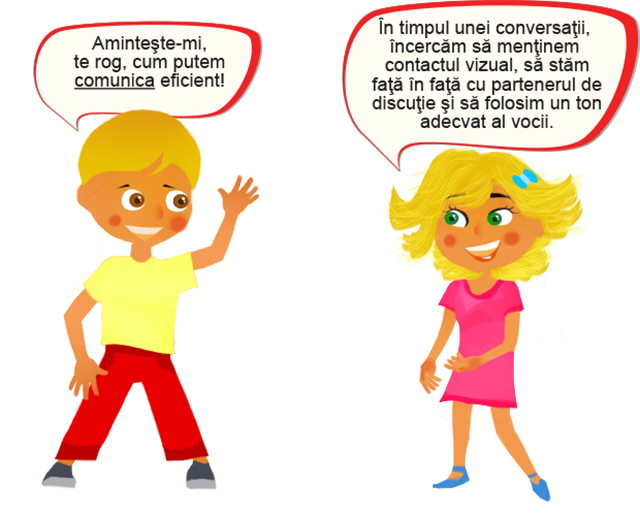 Aminteşte-mi,
te rog, cum putem
comunica eficient!
În timpul unei conversaţii,
încercăm să menţinem
contactul vizual, să stăm
faţă în faţă cu partenerul de
discuţie şi să folosim un ton
adecvat al vocii.